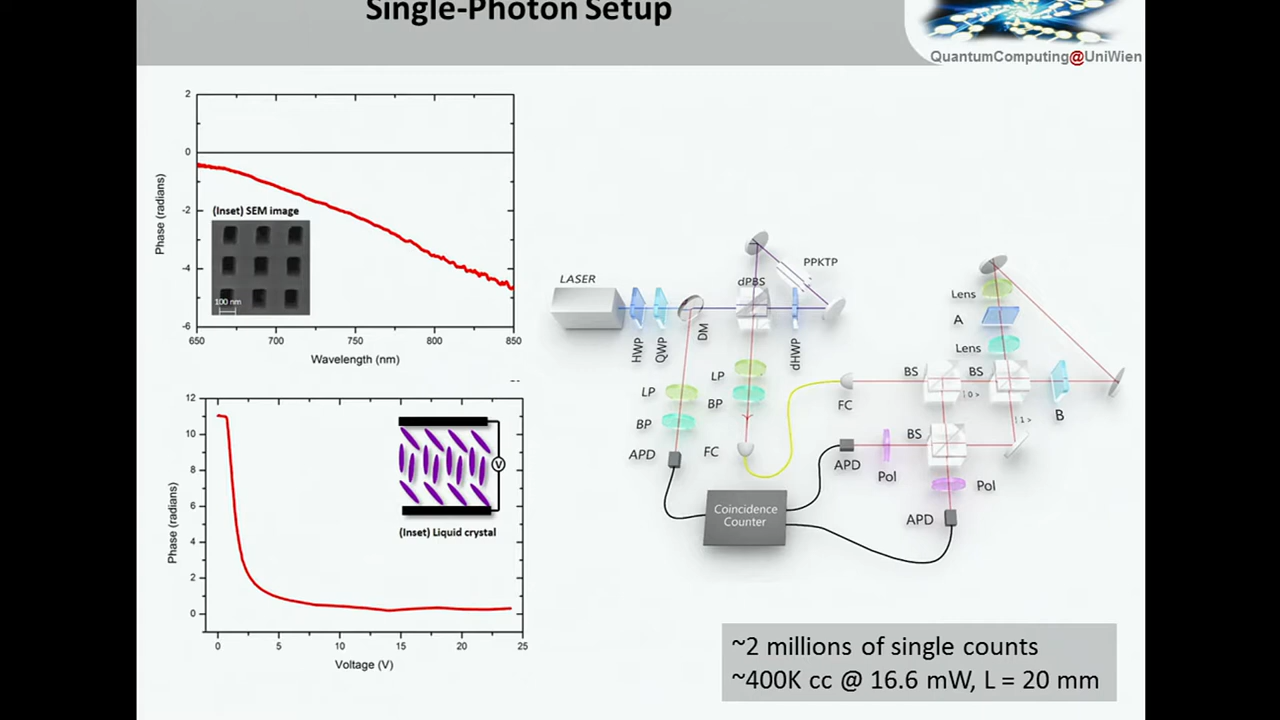 Single-Photon Setup
QuantumComputing@UniWien
2
0
-2
-4
-6
650
700
750
800
850
Phase (radians)
Wavelength (nm)
(Inset) SEM image
100 nm
12
10
8
6
4
2
0
0
5
10
15
20
25
Phase (radians)
Voltage (V)
V
(Inset) Liquid crystal
LASER
HWP
QWP
DM
dPBS
PPKTP
dHWP
LP
BP
APD
LP
BP
FC
FC
Coincidence
Counter
APD
Pol
BS
BS
BS
|0>
|1>
Lens
A
Lens
B
Pol
APD
~2 millions of single counts
~400K cc @ 16.6 mW, L = 20 mm